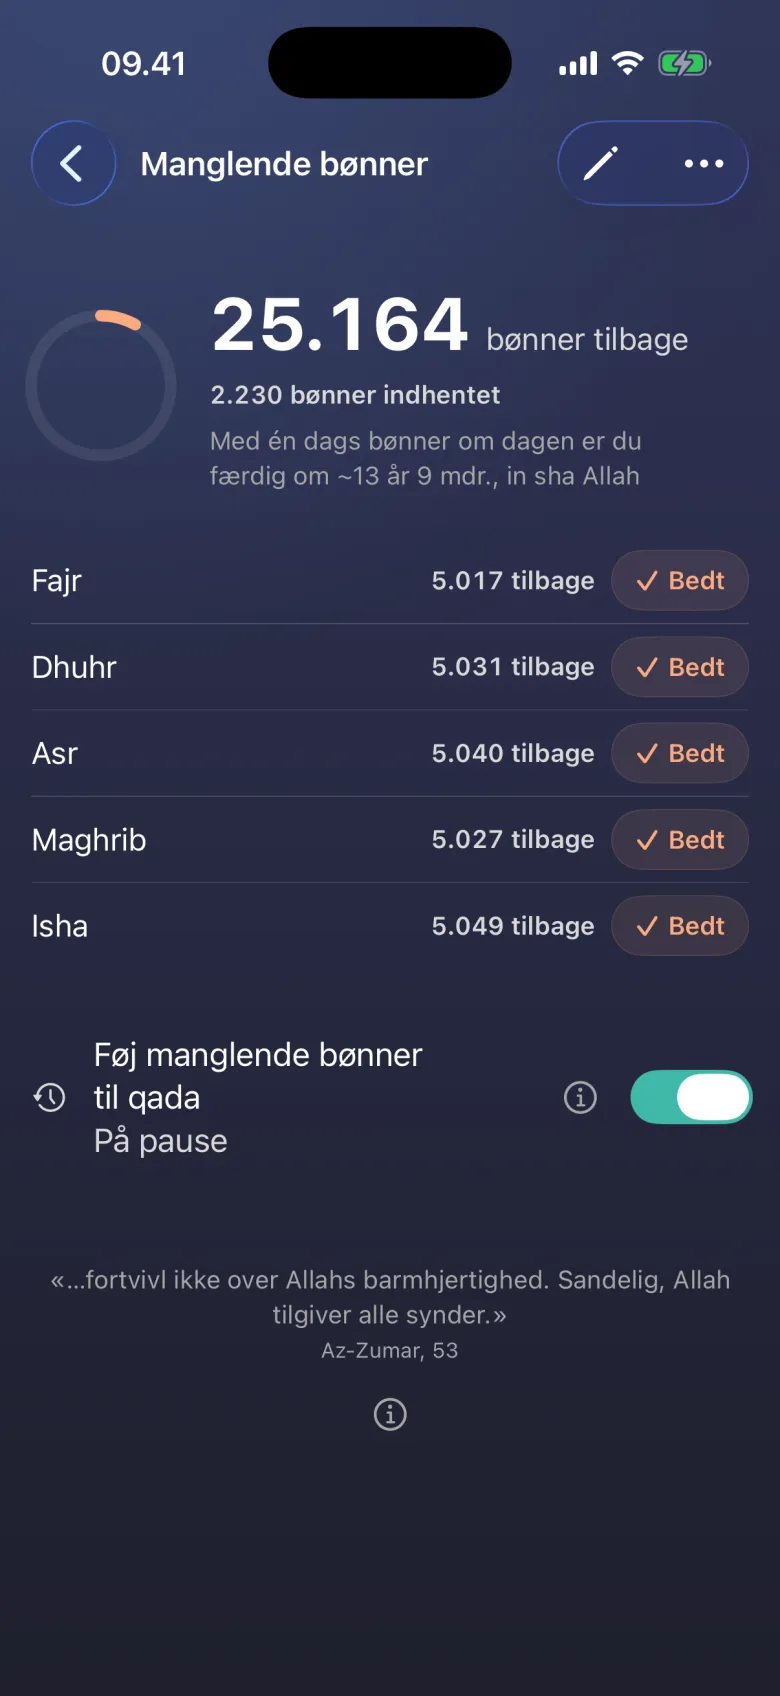 09.41
Manglende bønner
25.164 bønner tilbage
2.230 bønner indhentet
Med én dags bønner om dagen er du
færdig om ~13 år 9 mdr., in sha Allah
Fajr 5.017 tilbage Bedt
Dhuhr 5.031 tilbage Bedt
Asr 5.040 tilbage Bedt
Maghrib 5.027 tilbage Bedt
Isha 5.049 tilbage Bedt
Føj manglende bønner
til qada
På pause
«...fortvivl ikke over Allahs barmhjertighed. Sandelig, Allah
tilgiver alle synder.»
Az-Zumar, 53